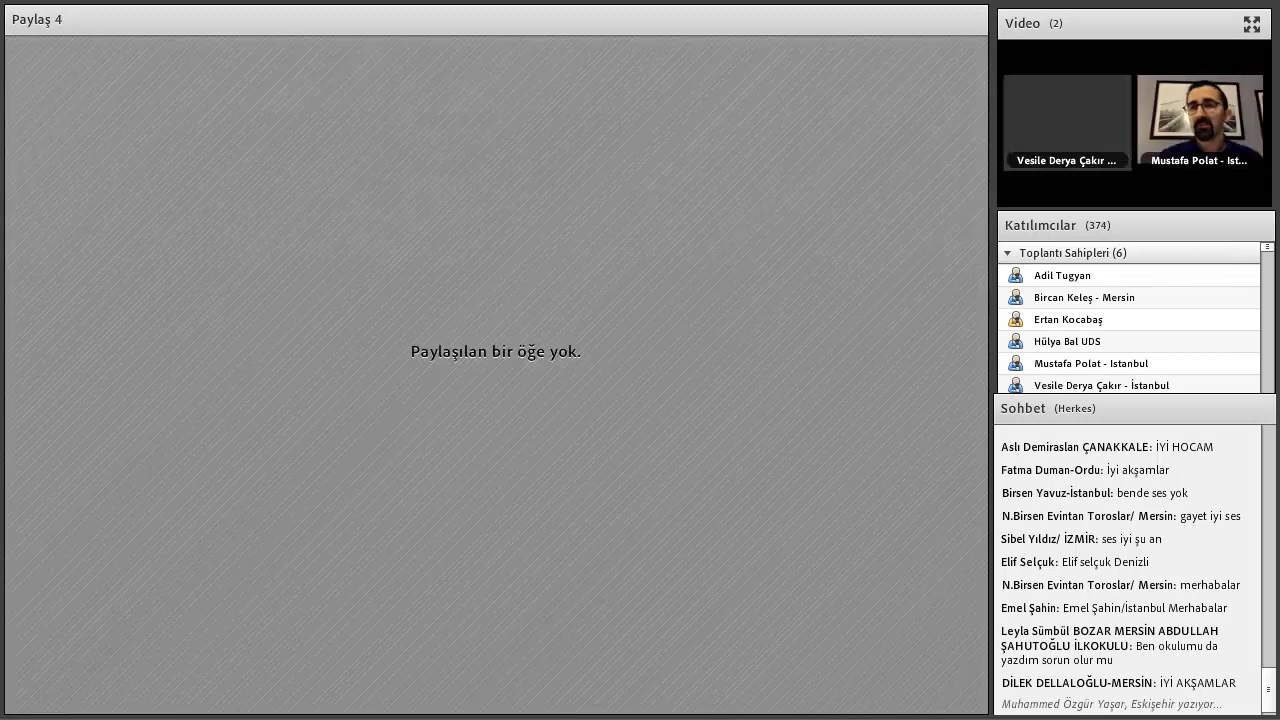 Paylaş 4
Paylaşılan bir öğe yok.
Video (2)
Vesile Derya Çakır ...
Mustafa Polat - Ist...
Katılımcılar (374)
Toplantı Sahipleri (6)
Adil Tugyan
Bircan Keleş - Mersin
Ertan Kocabaş
Hülya Bal UDS
Mustafa Polat - Istanbul
Vesile Derya Çakır - İstanbul
Sohbet (Herkes)
Aslı Demiraslan ÇANAKKALE: İYİ HOCAM
Fatma Duman-Ordu: İyi akşamlar
Birsen Yavuz-İstanbul: bende ses yok
N.Birsen Evintan Toroslar/ Mersin: gayet iyi ses
Sibel Yıldız/ İZMİR: ses iyi şu an
Elif Selçuk: Elif selçuk Denizli
N.Birsen Evintan Toroslar/ Mersin: merhabalar
Emel Şahin: Emel Şahin/İstanbul Merhabalar
Leyla Sümbül BOZAR MERSİN ABDULLAH
ŞAHUTOĞLU İLKOKULU: Ben okulumu da
yazdım sorun olur mu
DİLEK DELLALOĞLU-MERSİN: İYİ AKŞAMLAR
Muhammed Özgür Yaşar, Eskişehir yazıyor...